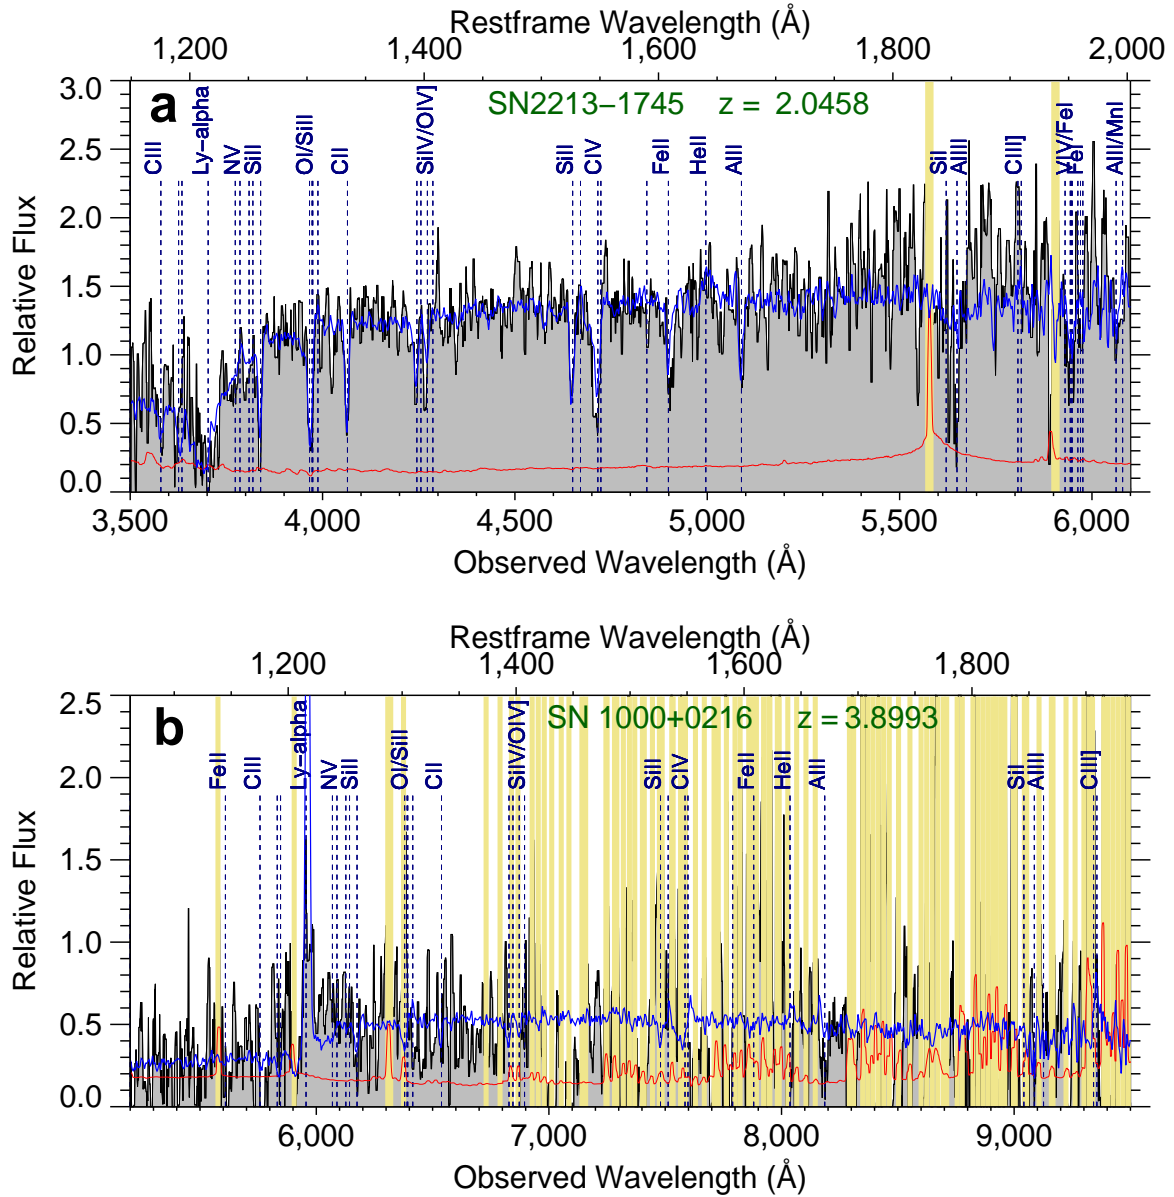 Restframe Wavelength (Å)
1,200 1,400 1,600 1,800 2,000
a
SN2213−1745 z = 2.0458
3.0
2.5
2.0
1.5
1.0
0.5
0.0
Relative Flux
CIII
Ly−alpha
NV
SiII
OI/SiII
CII
SiIV/OIV]
SiII
CIV
FeII
HeII
AlII
SiI
AlIII
CIII]
VIV/FeI
FeI
AlII/MnI
3,500 4,000 4,500 5,000 5,500 6,000
Observed Wavelength (Å)
Restframe Wavelength (Å)
1,200 1,400 1,600 1,800
b
SN 1000+0216 z = 3.8993
2.5
2.0
1.5
1.0
0.5
0.0
Relative Flux
FeII
CIII
Ly−alpha
NV
SiII
OI/SiII
CII
SiIV/OIV]
SiII
CIV
FeII
HeII
AlII
SiI
AlIII
CIII]
6,000 7,000 8,000 9,000
Observed Wavelength (Å)